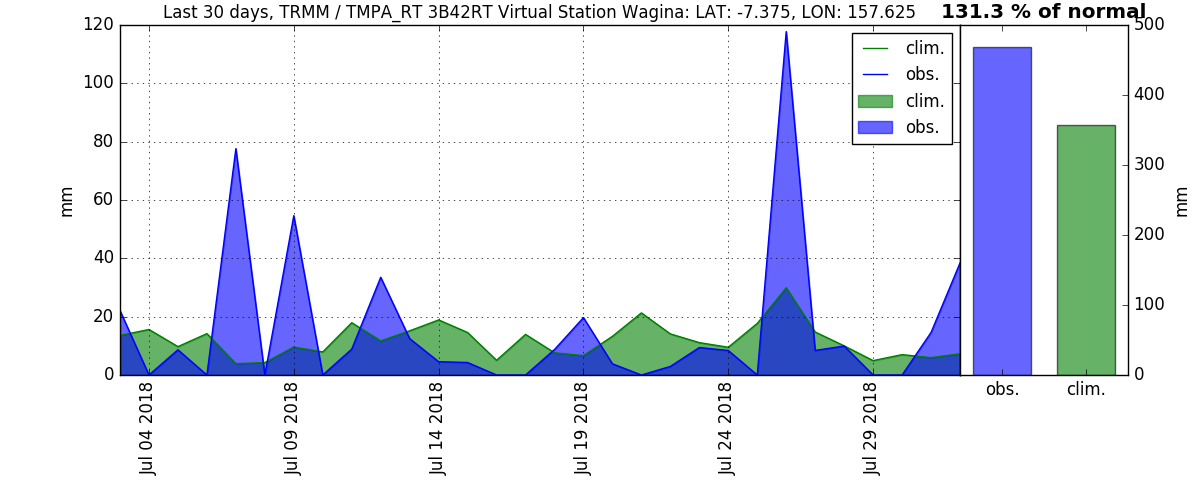 Last 30 days, TRMM / TMPA_RT 3B42RT Virtual Station Wagina: LAT: -7.375, LON: 157.625
131.3 % of normal
120
100
80
60
40
20
0
mm
clim.
obs.
clim.
obs.
Jul 04 2018
Jul 09 2018
Jul 14 2018
Jul 19 2018
Jul 24 2018
Jul 29 2018
500
400
300
200
100
0
mm
obs.
clim.